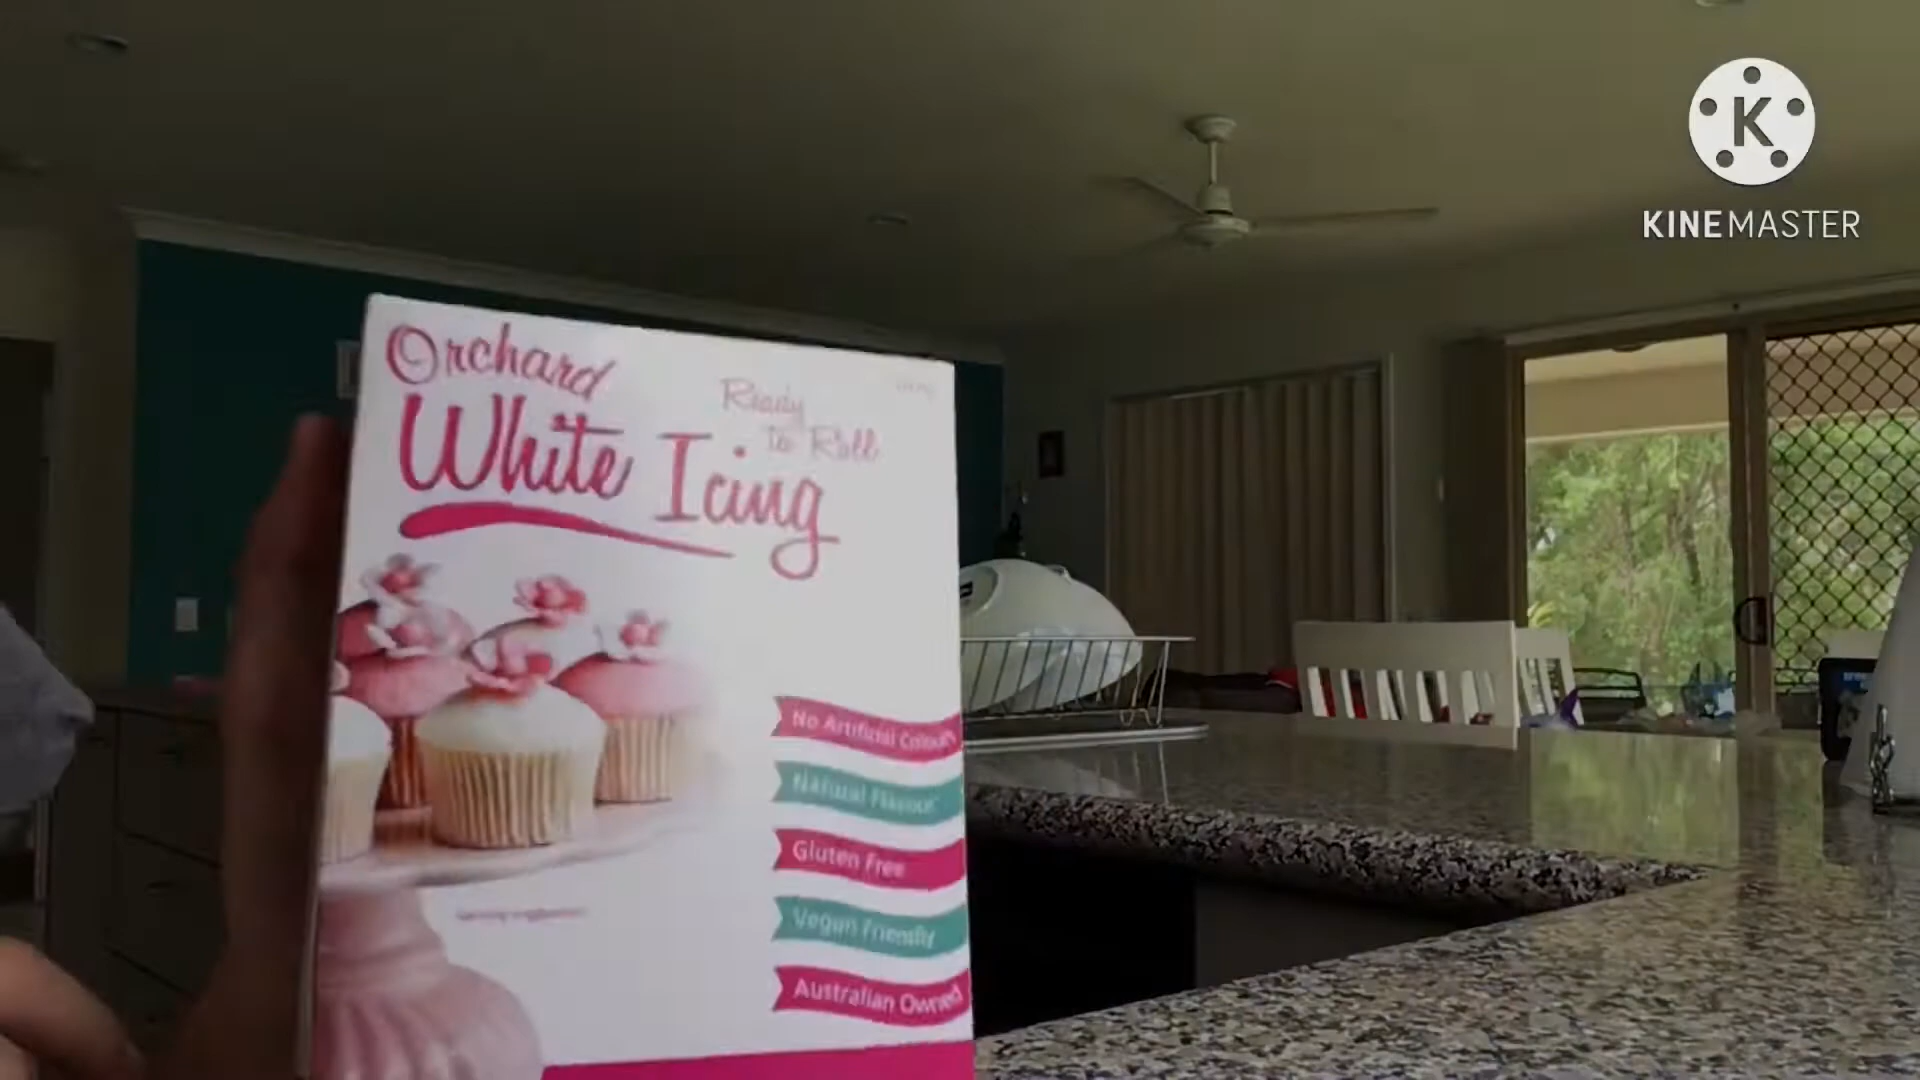 Orchard
White Icing
Ready
to Roll
No Artificial Colours
Natural Flavour
Gluten Free
Vegan Friendly
Australian Owned
K
KINEMASTER